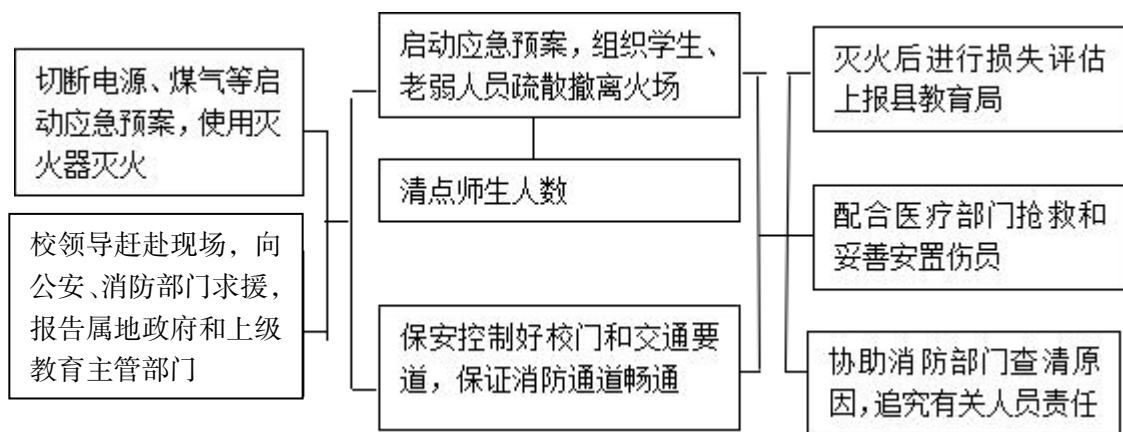 切断电源、煤气等启
动应急预案，使用灭
火器灭火
校领导赶赴现场，向
公安、消防部门求援，
报告属地政府和上级
教育主管部门
启动应急预案，组织学生、
老弱人员疏散撤离火场
清点师生人数
保安控制好校门和交通要
道，保证消防通道畅通
灭火后进行损失评估
上报县教育局
配合医疗部门抢救和
妥善安置伤员
协助消防部门查清原
因，追究有关人员责任